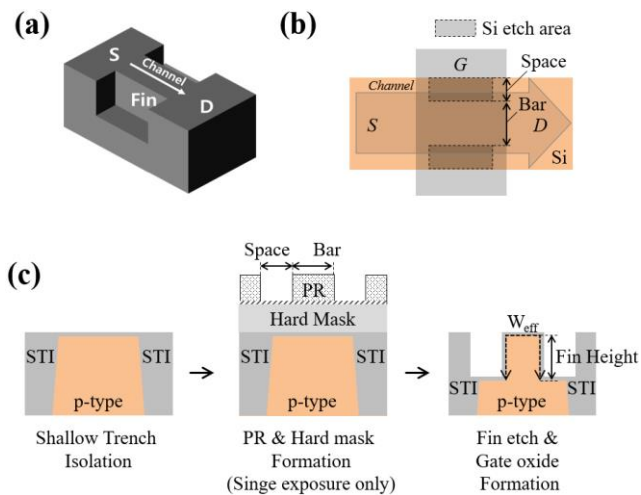 (a)
S
Channel
Fin
D
(b)
Si etch area
G
Space
Channel
Bar
S
D
Si
(c)
Space
Bar
PR
Hard Mask
STI
STI
p-type
STI
STI
p-type
W_eff
Fin Height
STI
STI
p-type
Shallow Trench
Isolation
PR & Hard mask
Formation
(Singe exposure only)
Fin etch &
Gate oxide
Formation